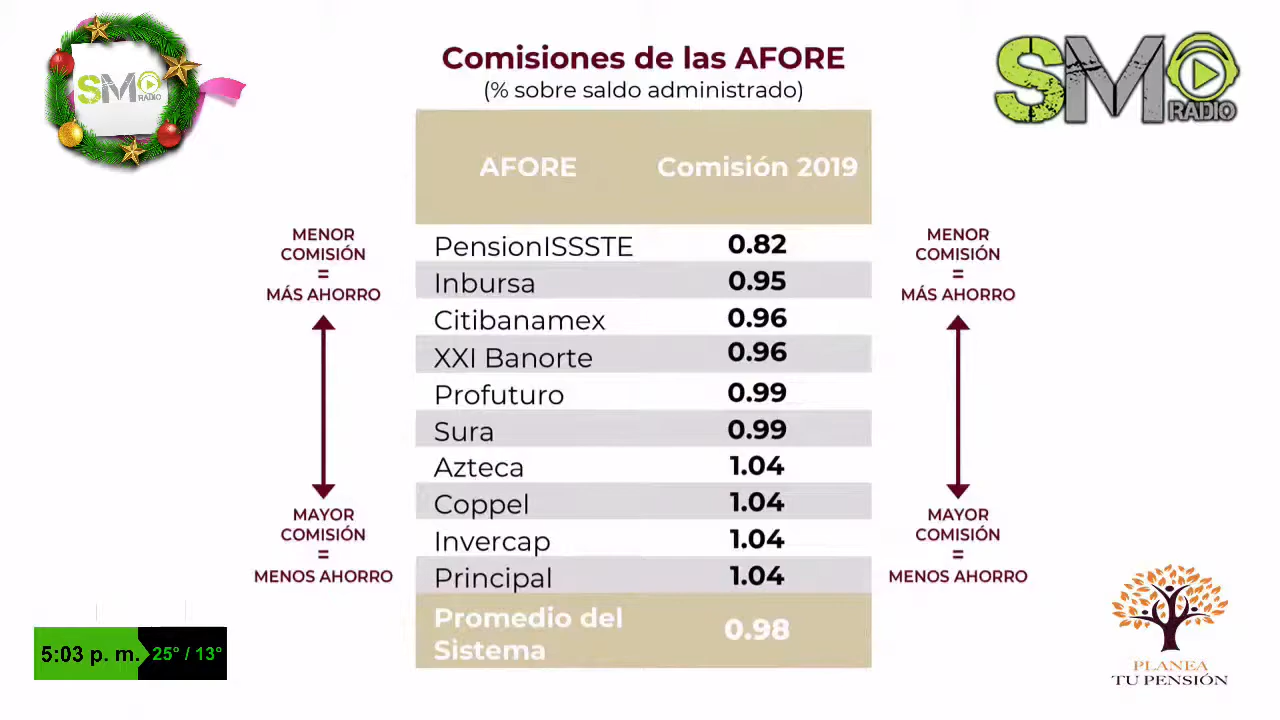 SM
RADIO
Comisiones de las AFORE
(% sobre saldo administrado)
SM
RADIO
AFORE Comisión 2019
PensionISSSTE 0.82
Inbursa 0.95
Citibanamex 0.96
XXI Banorte 0.96
Profuturo 0.99
Sura 0.99
Azteca 1.04
Coppel 1.04
Invercap 1.04
Principal 1.04
Promedio del
Sistema
0.98
MENOR
COMISIÓN
=
MÁS AHORRO
MAYOR
COMISIÓN
=
MENOS AHORRO
MENOR
COMISIÓN
=
MÁS AHORRO
MAYOR
COMISIÓN
=
MENOS AHORRO
5:03 p. m. 25° / 13°
PLANEA
TU PENSIÓN